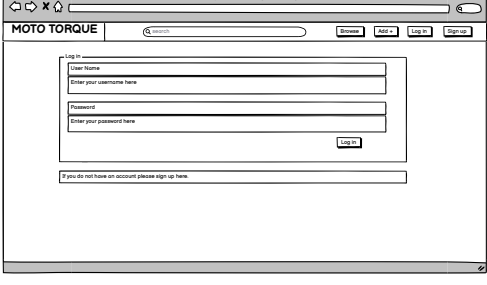 MOTO TORQUE search Browse Add + Log in Sign up
Log in
User Name
Enter your username here
Password
Enter your password here
Log in
If you do not have an account please sign up here.